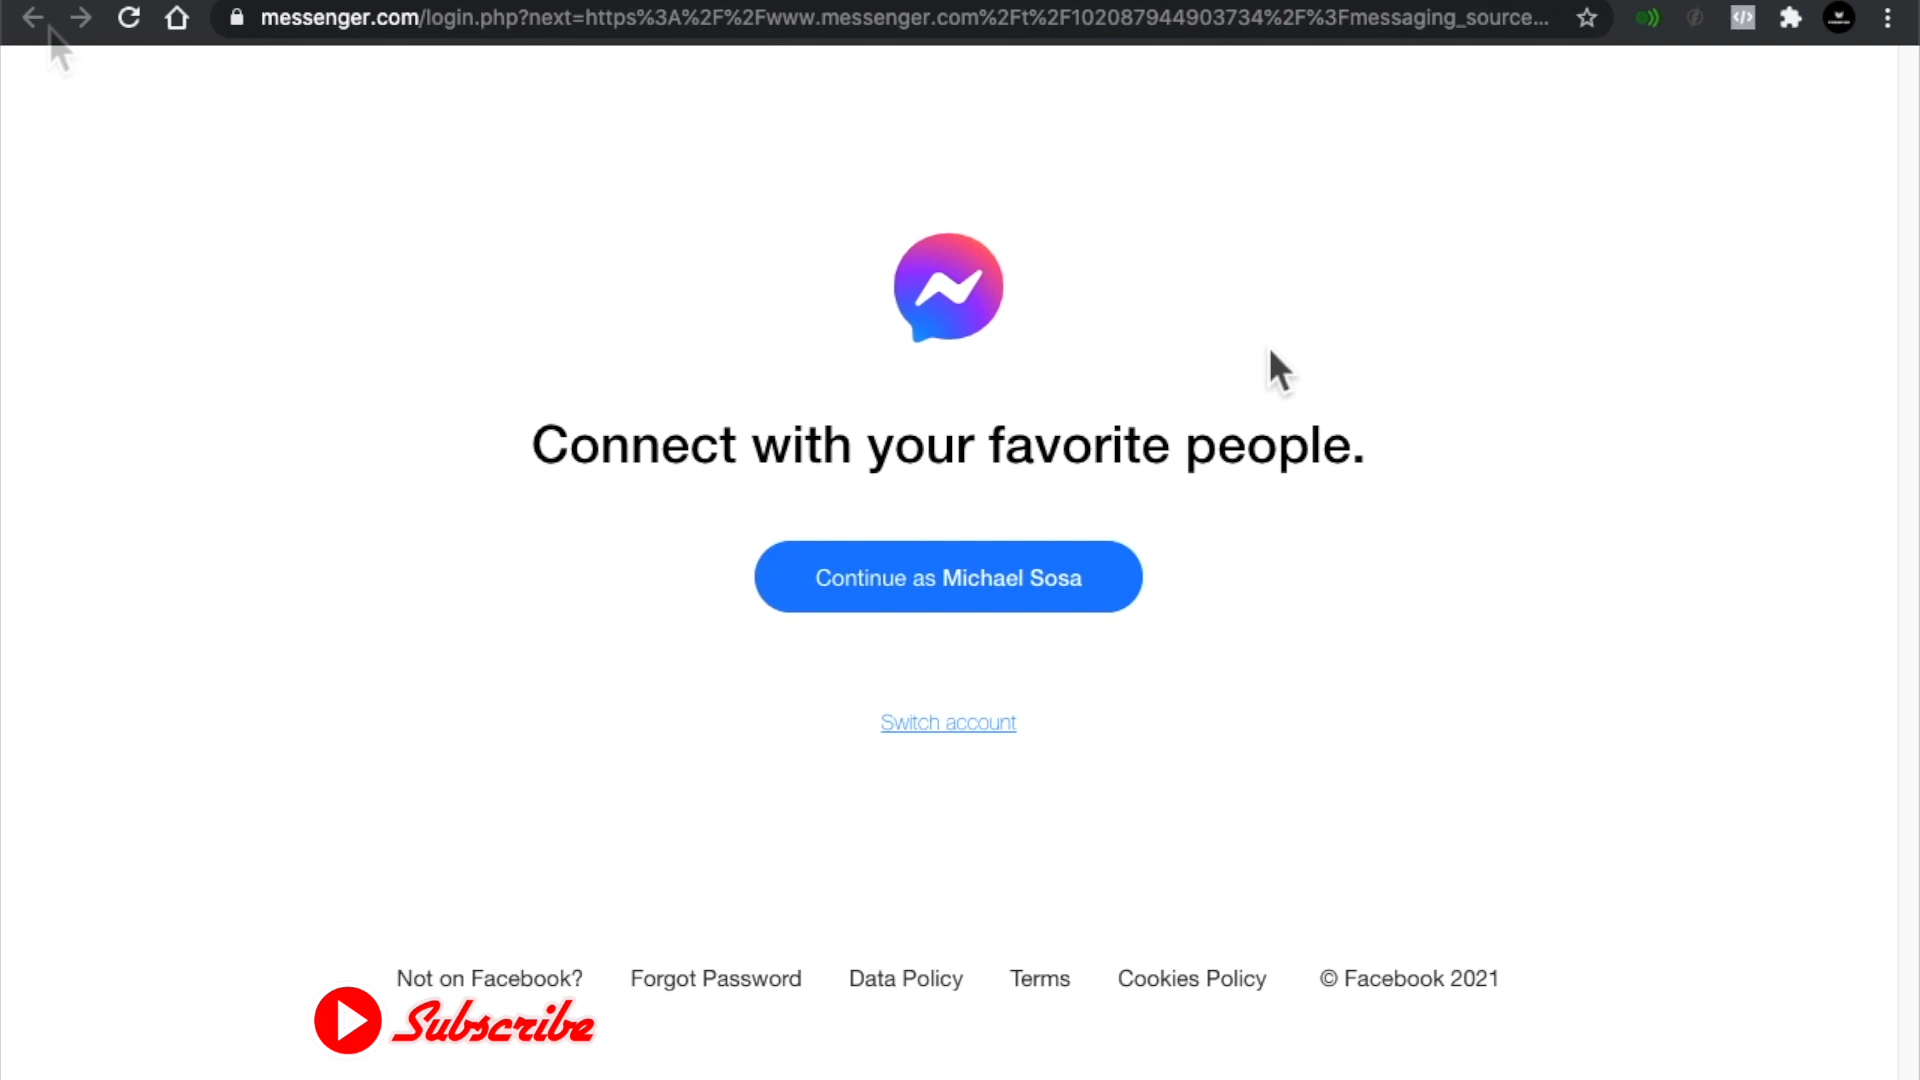 messenger.com/login.php?next=https%3A%2F%2Fwww.messenger.com%2Ft%2F102087944903734%2F%3Fmessaging_source...
Connect with your favorite people.
Continue as Michael Sosa
Switch account
Not on Facebook? Forgot Password Data Policy Terms Cookies Policy © Facebook 2021
Subscribe